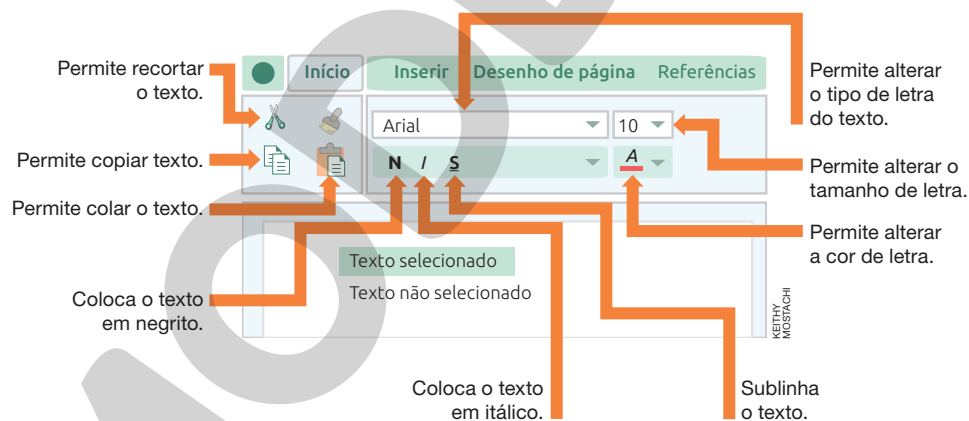 Permite recortar
o texto.
Permite copiar texto.
Permite colar o texto.
Coloca o texto
em negrito.
Início
Inserir
Desenho de página
Referências
Arial
10
N I S
A
Texto selecionado
Texto não selecionado
Permite alterar
o tipo de letra
do texto.
Permite alterar o
tamanho de letra.
Permite alterar
a cor de letra.
KEITHY
MOSTACHI
Coloca o texto
em itálico.
Sublinha
o texto.